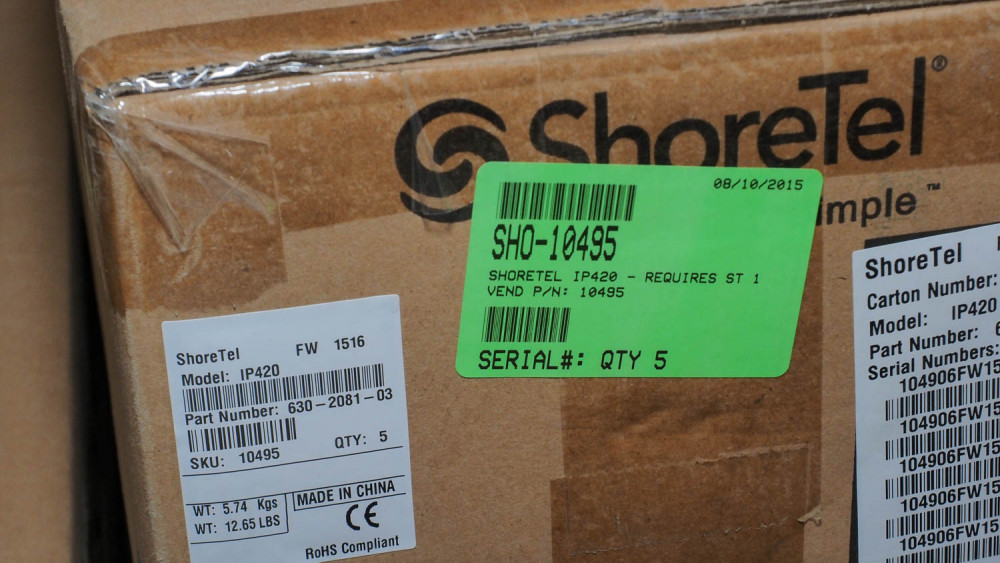 ShoreTel®
imple ™
08/10/2015
SHO-10495
SHORETEL IP420 - REQUIRES ST 1
VEND P/N: 10495
SERIAL#: QTY 5
ShoreTel FW 1516
Model: IP420
Part Number: 630-2081-03
QTY: 5
SKU: 10495
WT: 5.74 Kgs
WT: 12.65 LBS
MADE IN CHINA
CE
RoHS Compliant
ShoreTel
Carton Number:
Model: IP420
Part Number: 6
Serial Numbers:
104906FW15
104906FW15
104906FW15
104906FW15
104906FW15